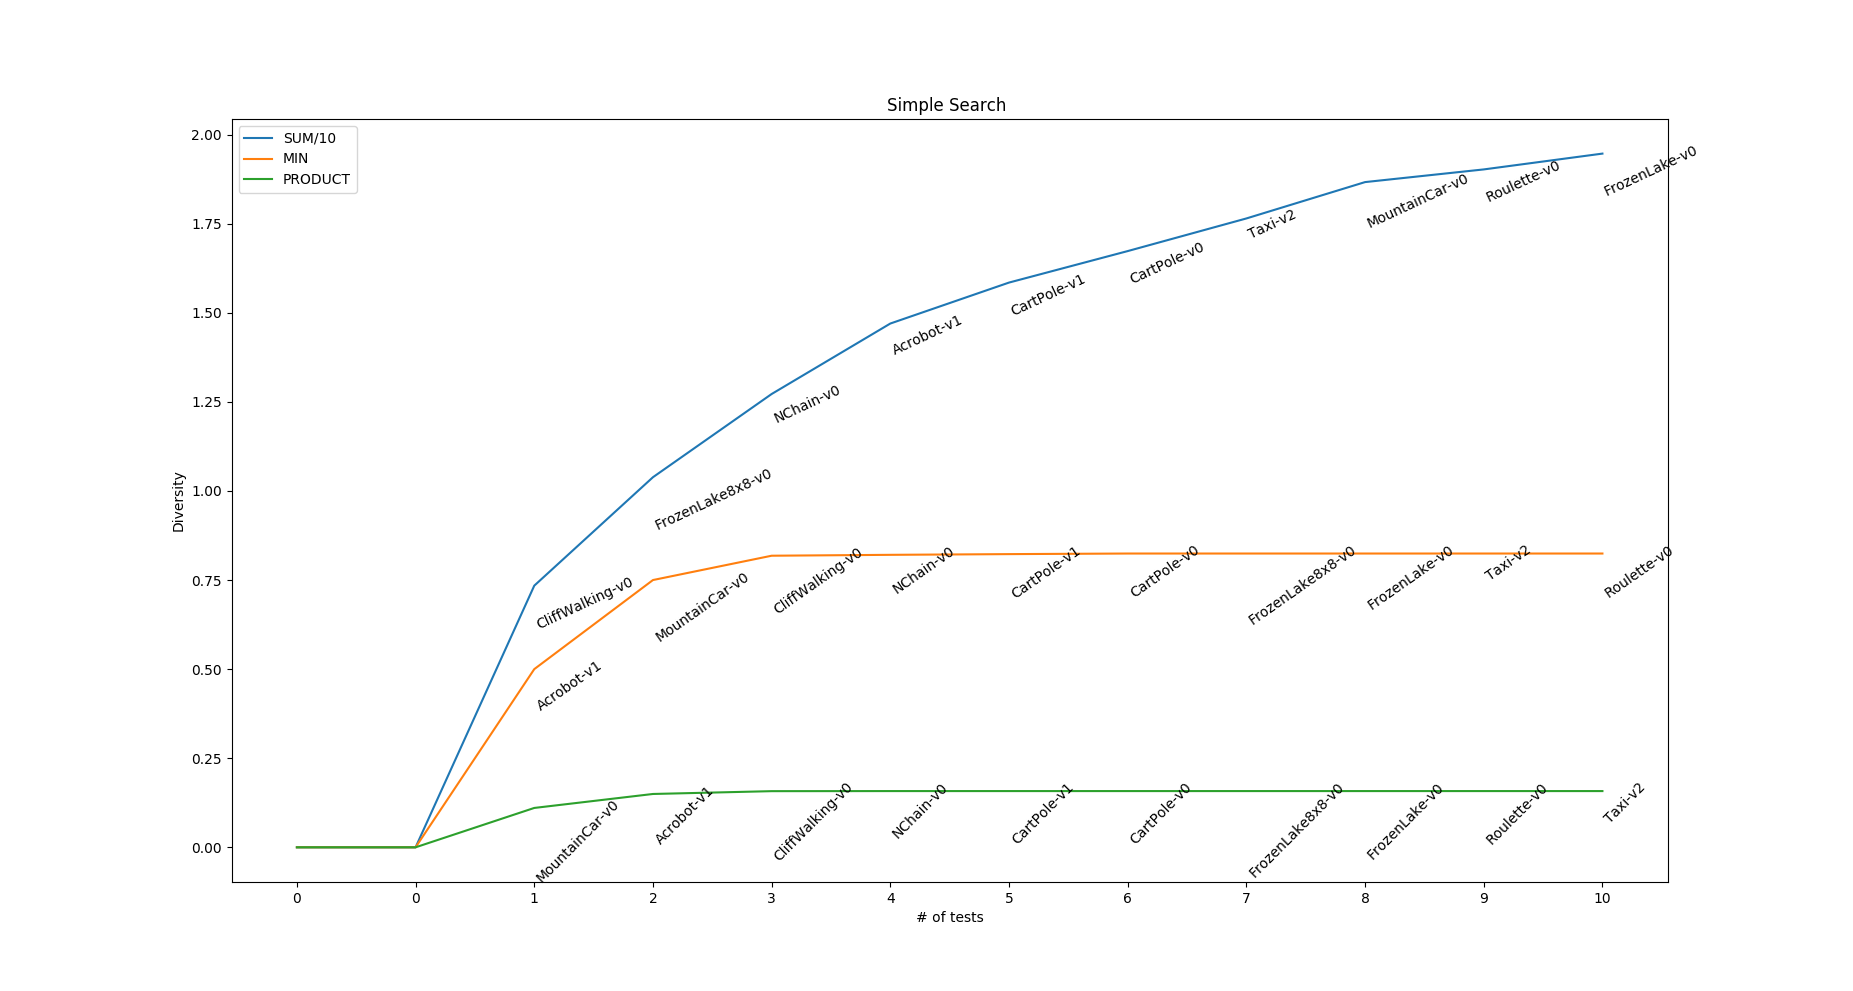 Simple Search
SUM/10
MIN
PRODUCT
2.00
1.75
1.50
1.25
1.00
0.75
0.50
0.25
0.00
Diversity
CliffWalking-v0
FrozenLake8x8-v0
NChain-v0
Acrobot-v1
CartPole-v1
CartPole-v0
Taxi-v2
MountainCar-v0
Roulette-v0
FrozenLake-v0
Acrobot-v1
MountainCar-v0
CliffWalking-v0
NChain-v0
CartPole-v1
CartPole-v0
FrozenLake8x8-v0
FrozenLake-v0
Taxi-v2
Roulette-v0
MountainCar-v0
Acrobot-v1
CliffWalking-v0
NChain-v0
CartPole-v1
CartPole-v0
FrozenLake8x8-v0
FrozenLake-v0
Roulette-v0
Taxi-v2
0 0 1 2 3 4 5 6 7 8 9 10
# of tests